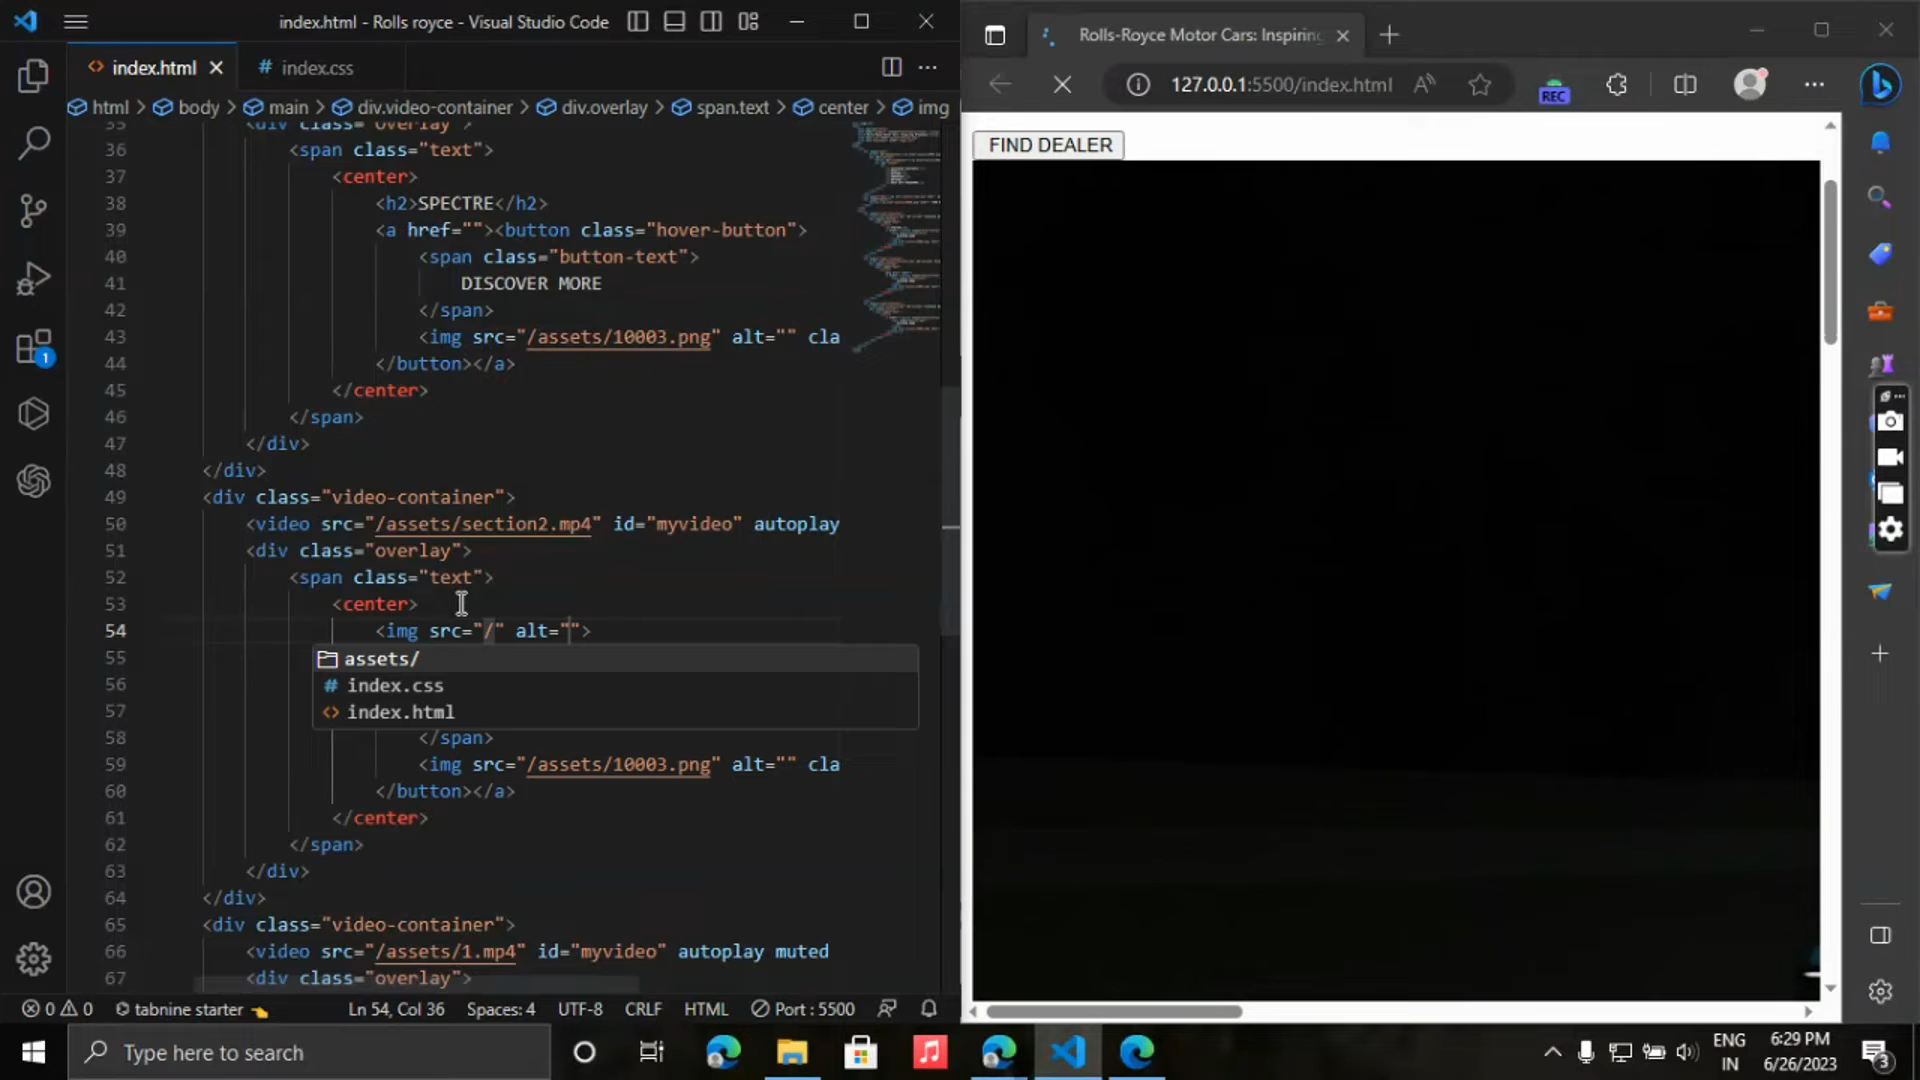 index.html - Rolls royce - Visual Studio Code
index.html
# index.css
html > body > main > div.video-container > div.overlay > span.text > center > img
35 <div class="overlay">
36 <span class="text">
37 <center>
38 <h2>SPECTRE</h2>
39 <a href=""><button class="hover-button">
40 <span class="button-text">
41 DISCOVER MORE
42 </span>
43 <img src="/assets/10003.png" alt="" cla
44 </button></a>
45 </center>
46 </span>
47 </div>
48 </div>
49 <div class="video-container">
50 <video src="/assets/section2.mp4" id="myvideo" autoplay
51 <div class="overlay">
52 <span class="text">
53 <center>
54 <img src="/" alt="">
55 assets/
56 # index.css
57 <> index.html
58 </span>
59 <img src="/assets/10003.png" alt="" cla
60 </button></a>
61 </center>
62 </span>
63 </div>
64 </div>
65 <div class="video-container">
66 <video src="/assets/1.mp4" id="myvideo" autoplay muted
67 <div class="overlay">
1
0 0 tabnine starter Ln 54, Col 36 Spaces: 4 UTF-8 CRLF HTML Port : 5500
Rolls-Royce Motor Cars: Inspiring
127.0.0.1:5500/index.html
REC
FIND DEALER
Type here to search
ENG
IN
6:29 PM
6/26/2023
3